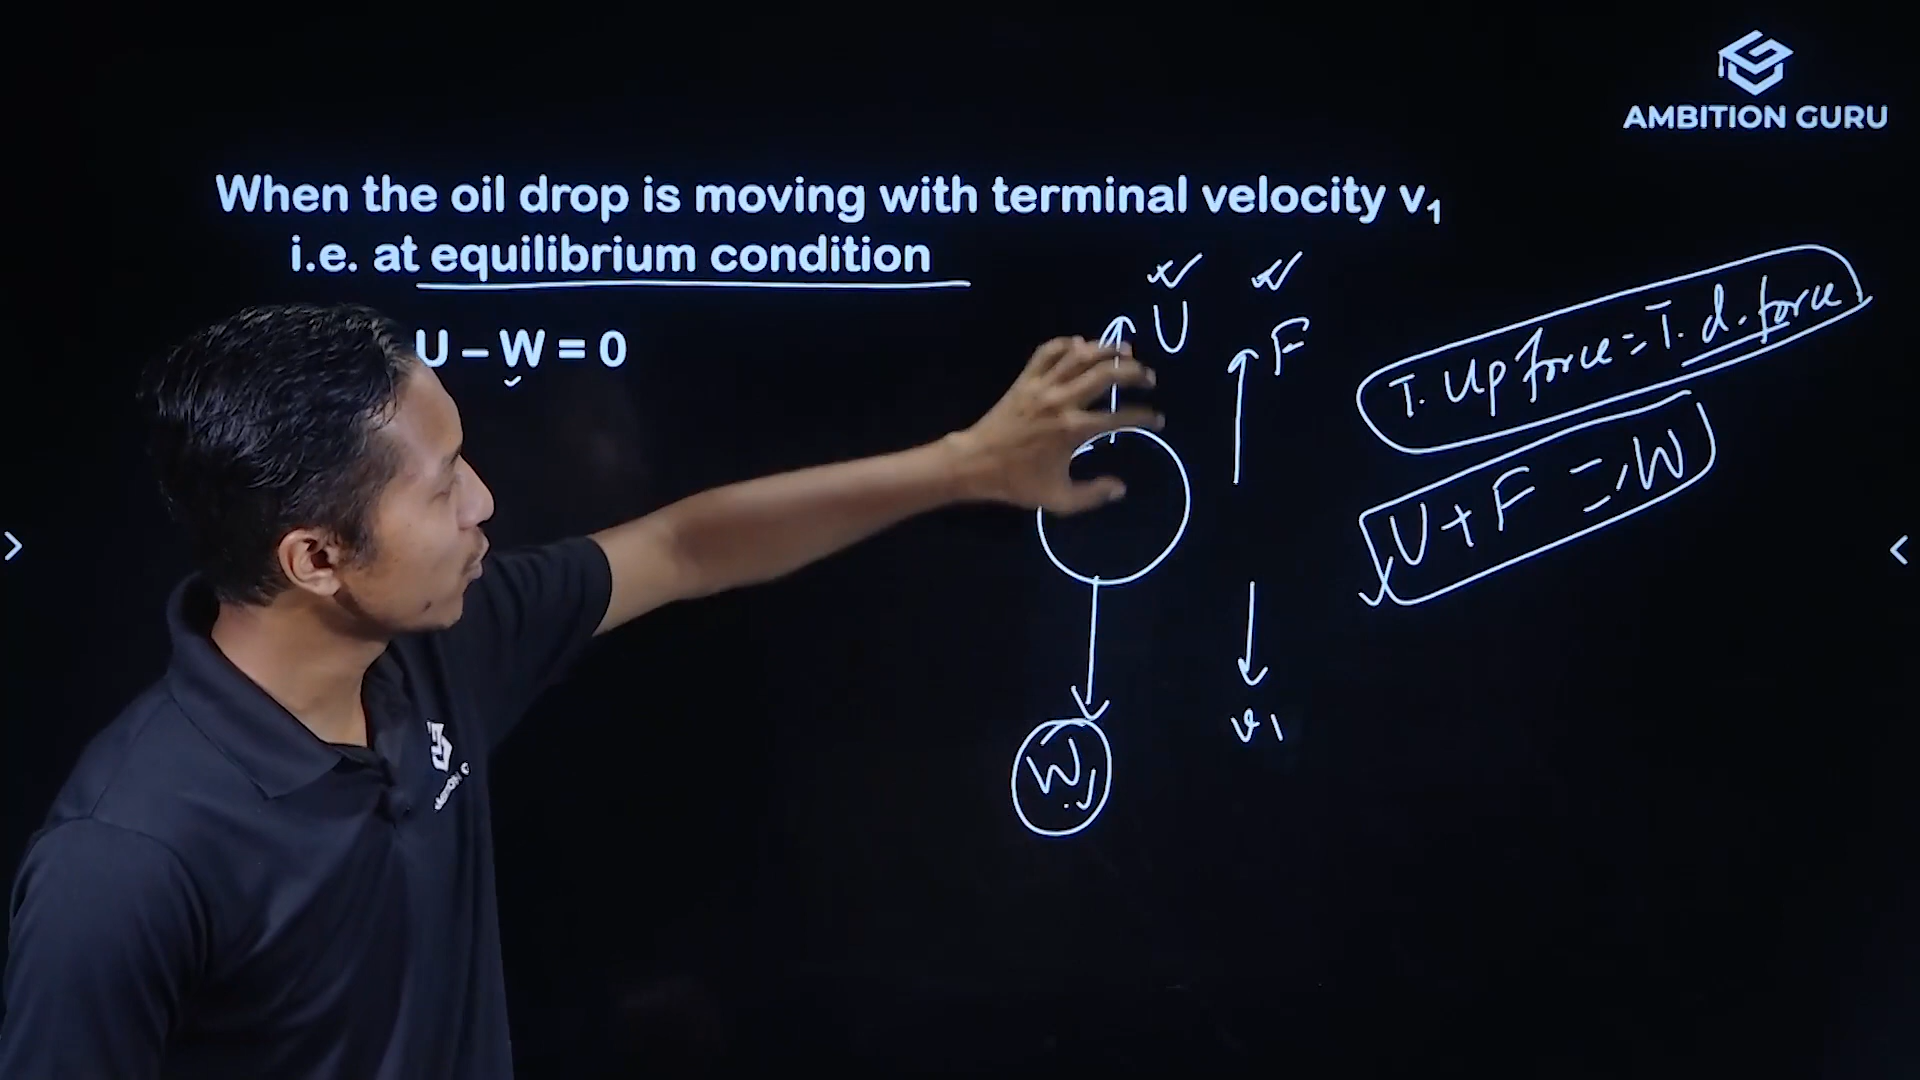 AMBITION GURU
When the oil drop is moving with terminal velocity v₁
i.e. at equilibrium condition
U – W = 0
U
F
T. Up force = T. d. force
U + F = W
W
v1